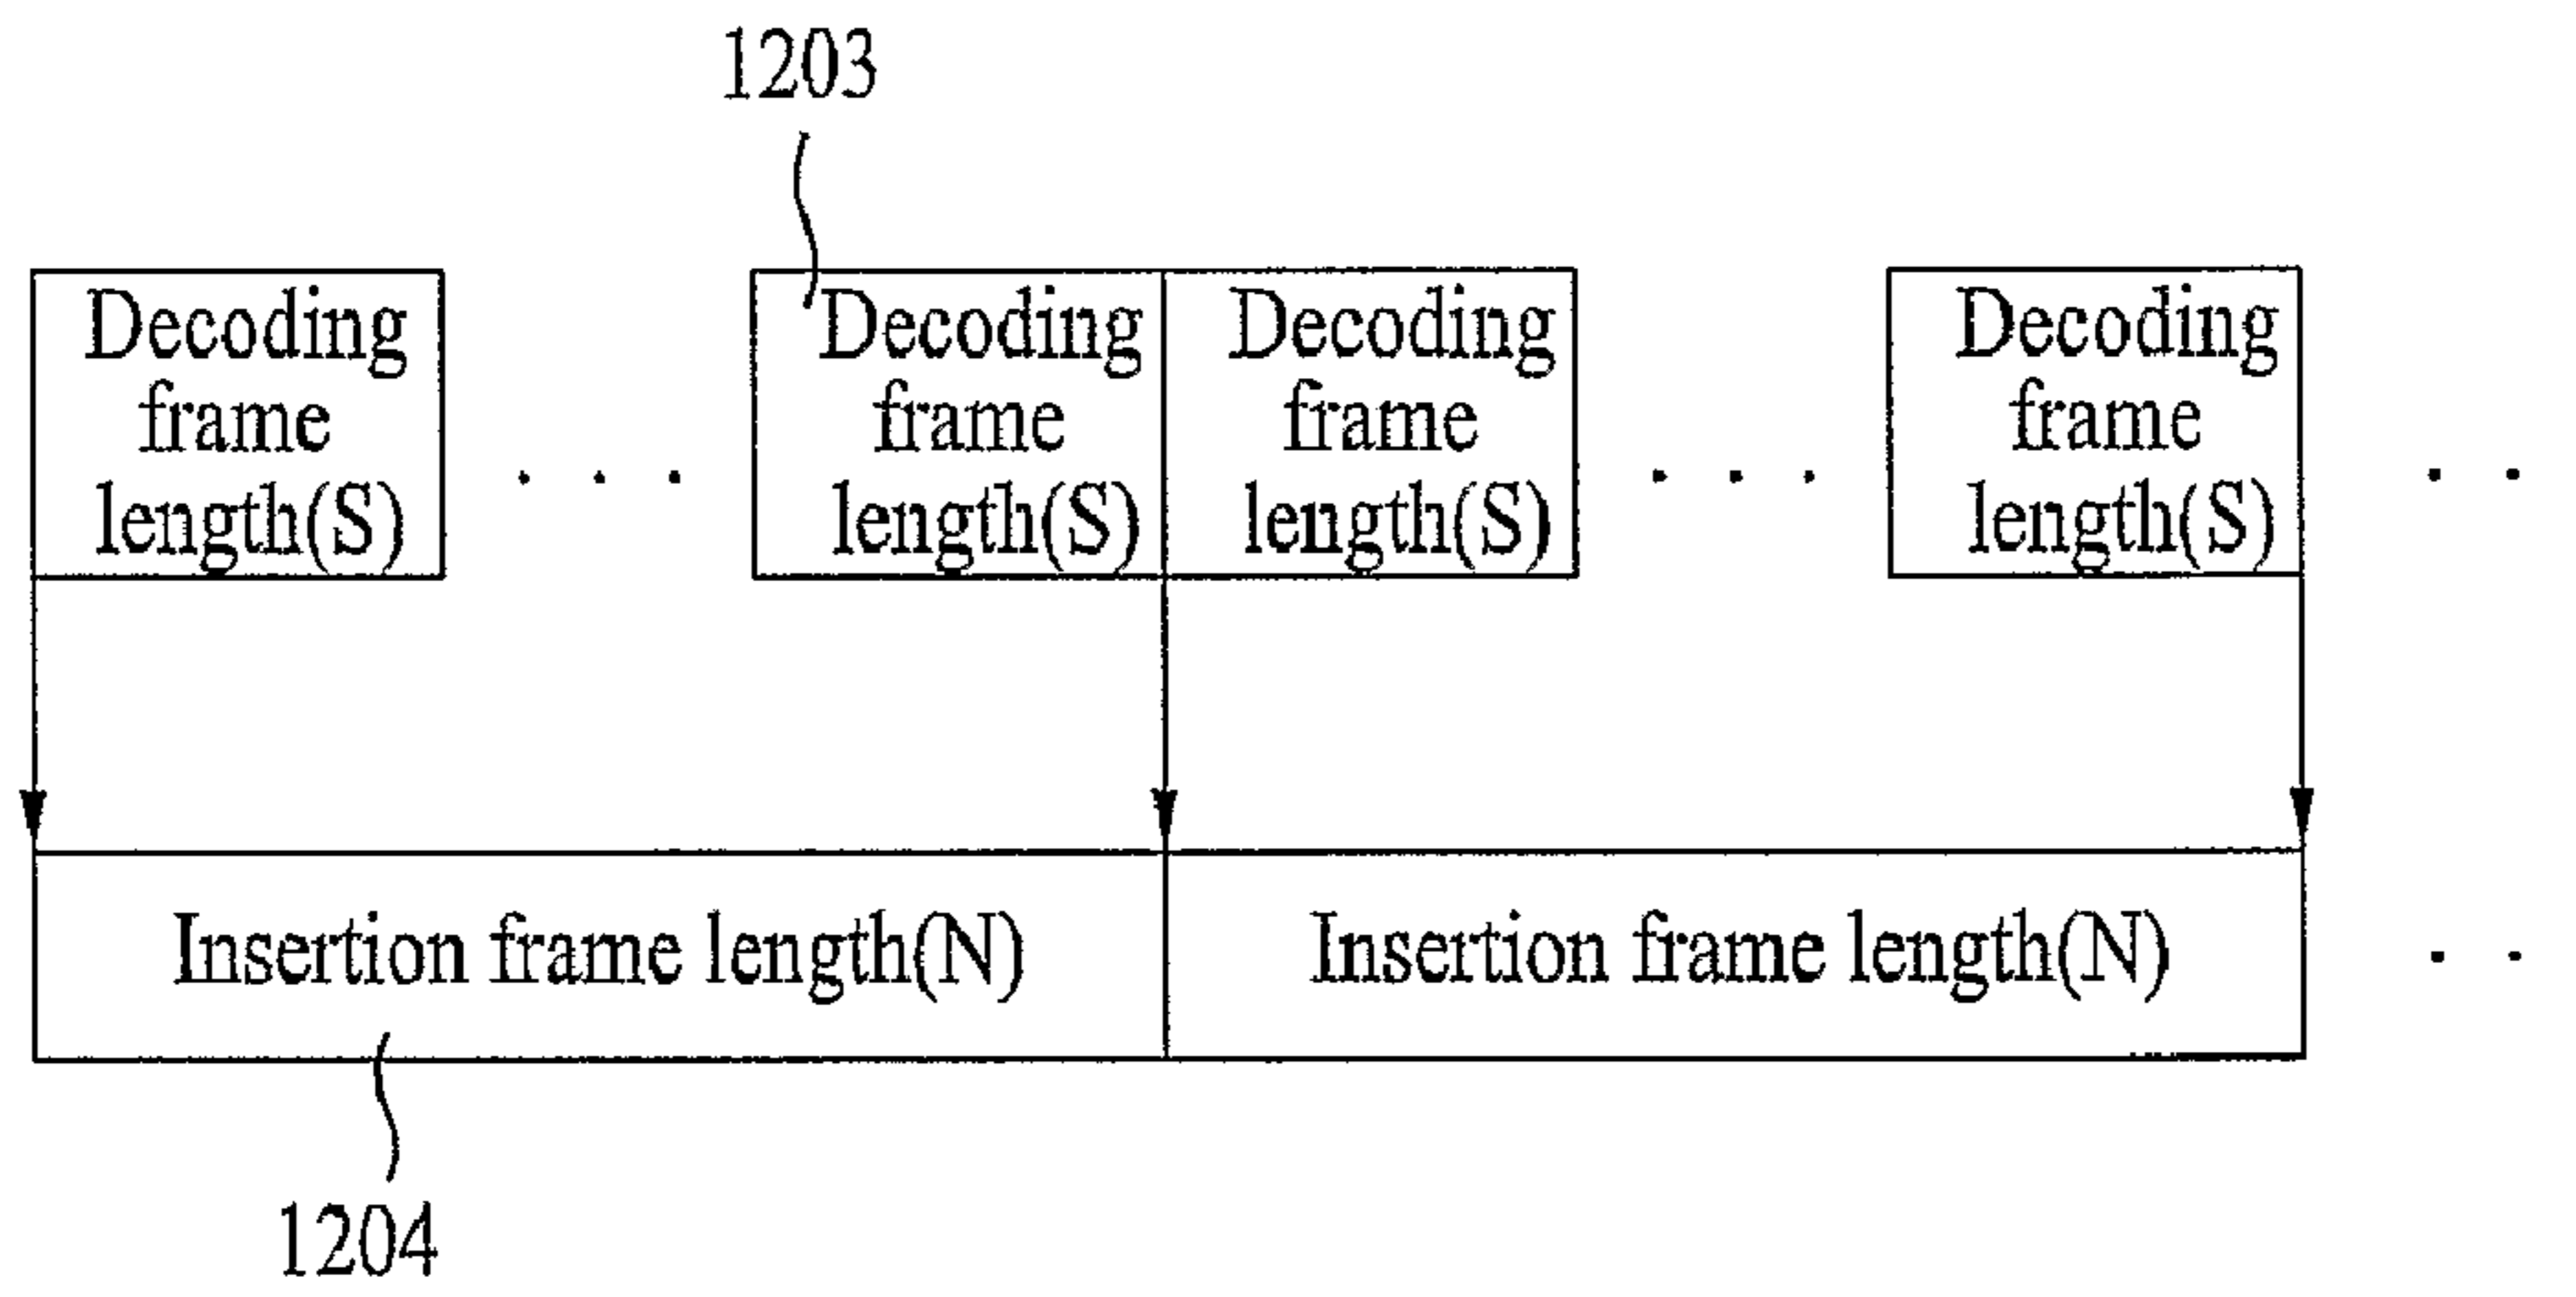 1203
Decoding
frame
length(S)
. . .
Decoding
frame
length(S)
Decoding
frame
length(S)
. . .
Decoding
frame
length(S)
. .
Insertion frame length(N)
Insertion frame length(N)
. .
1204